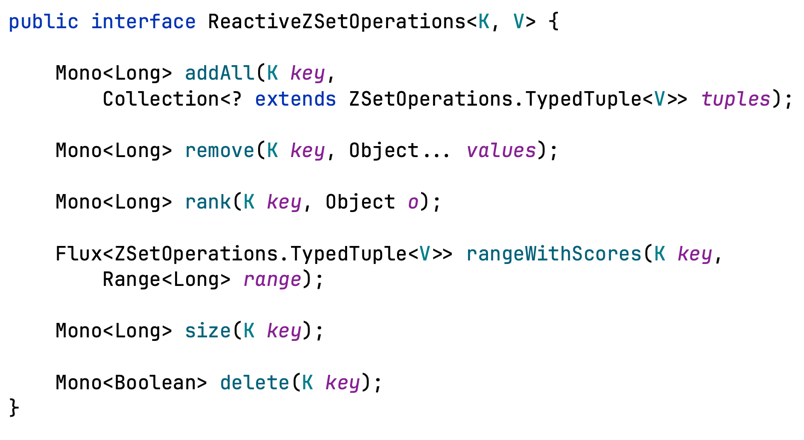 public interface ReactiveZSetOperations<K, V> {
Mono<Long> addAll(K key,
Collection<? extends ZSetOperations.TypedTuple<V>> tuples);
Mono<Long> remove(K key, Object... values);
Mono<Long> rank(K key, Object o);
Flux<ZSetOperations.TypedTuple<V>> rangeWithScores(K key,
Range<Long> range);
Mono<Long> size(K key);
Mono<Boolean> delete(K key);
}